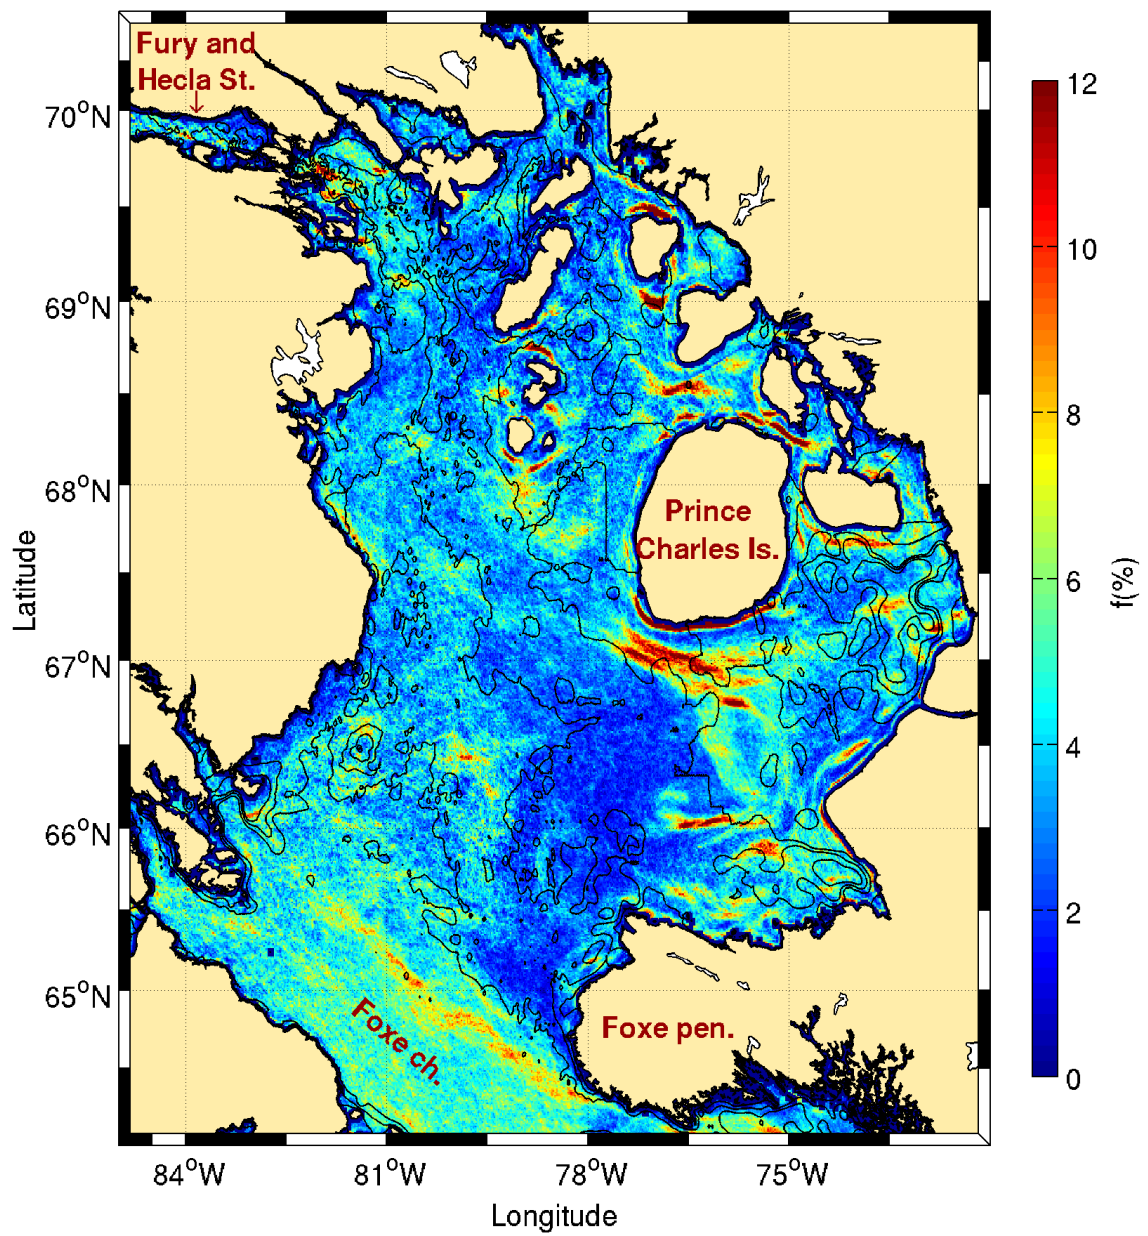 Fury and
Hecla St.
70°N
69°N
68°N
67°N
66°N
65°N
Latitude
Prince
Charles Is.
Foxe ch.
Foxe pen.
84°W
81°W
78°W
75°W
Longitude
12
10
8
6
4
2
0
f(%)